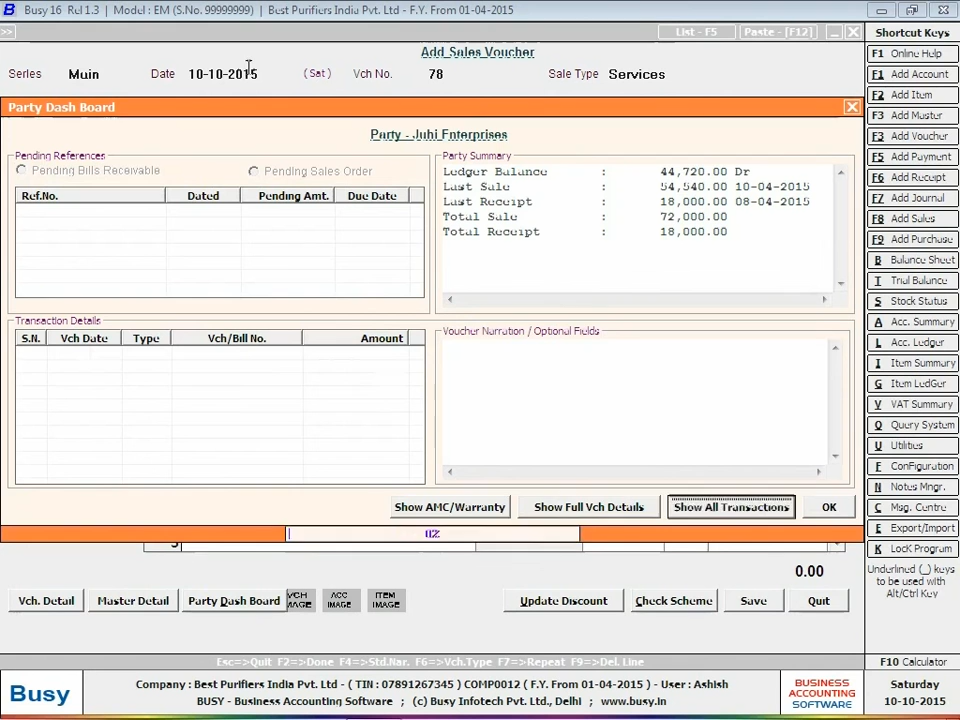 Busy 16 Rel 1.3 | Model : EM (S.No. 99999999) | Best Purifiers India Pvt. Ltd - F.Y. From 01-04-2015
>> List - F5 Paste - [F12] Shortcut Keys
Add Sales Voucher
Series Muin Date 10-10-2015 (Sat) Vch No. 78 Sale Type Services
Party Dash Board
Party - Juhi Enterprises
Pending References
Pending Bills Receivable Pending Sales Order
Ref.No. Dated Pending Amt. Due Date
Party Summary
Ledger Balance : 44,720.00 Dr
Last Sale : 54,540.00 10-04-2015
Last Receipt : 18,000.00 08-04-2015
Total Sale : 72,000.00
Total Receipt : 18,000.00
Transaction Details
S.N. Vch Date Type Vch/Bill No. Amount
Voucher Narration / Optional Fields
Show AMC/Warranty Show Full Vch Details Show All Transactions OK
0%
0.00
Vch. Detail Master Detail Party Dash Board VCH IMAGE ACC IMAGE ITEM IMAGE Update Discount Check Scheme Save Quit
Esc=>Quit F2=>Done F4=>Std.Nar. F6=>Vch.Type F7=>Repeat F9=>Del. Line
F1 Online Help
F1 Add Account
F2 Add Item
F3 Add Master
F3 Add Voucher
F5 Add Payment
F6 Add Receipt
F7 Add Journal
F8 Add Sales
F9 Add Purchase
B Balance Sheet
T Trial Balance
S Stock Status
A Acc. Summary
L Acc. Ledger
I Item Summary
G Item LedGer
V VAT Summary
Q Query System
U Utilities
F ConFiguration
N Notes Mngr.
C Msg. Centre
E Export/Import
K LocK Program
Underlined (_) keys
to be used with
Alt/Ctrl Key
F10 Calculator
Busy
Company : Best Purifiers India Pvt. Ltd - ( TIN : 07891267345 ) COMP0012 ( F.Y. From 01-04-2015 ) - User : Ashish
BUSY - Business Accounting Software ; (c) Busy Infotech Pvt. Ltd., Delhi ; www.busy.in
BUSINESS
ACCOUNTING
SOFTWARE
Saturday
10-10-2015